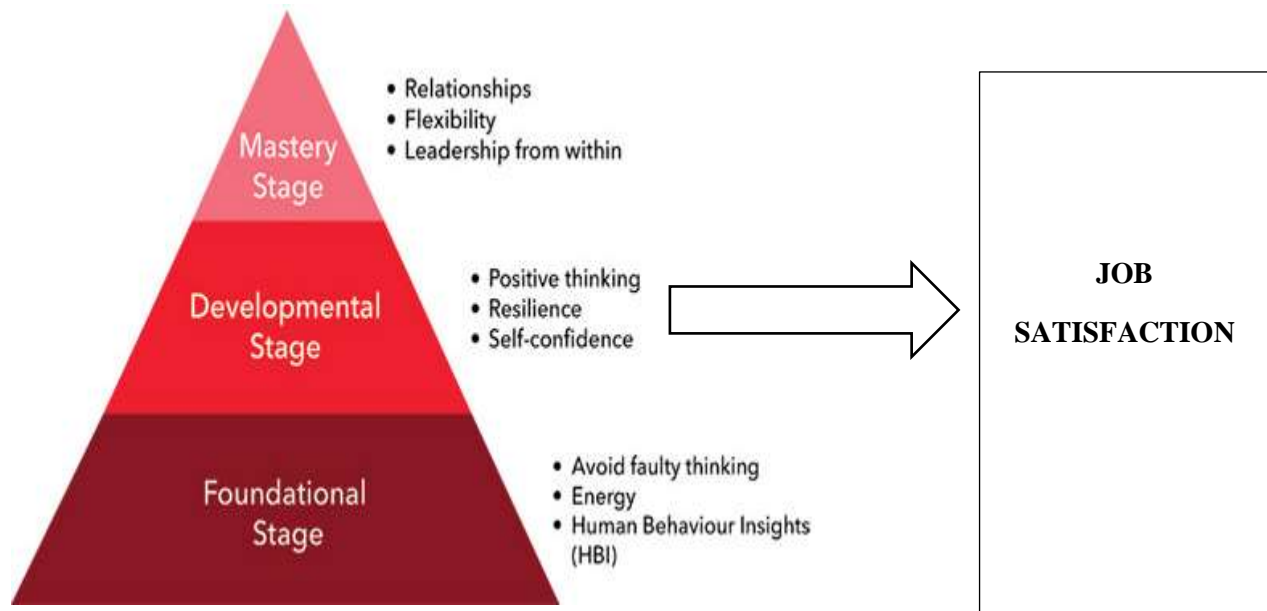 • Relationships
• Flexibility
• Leadership from within
Mastery
Stage
• Positive thinking
• Resilience
• Self-confidence
Developmental
Stage
• Avoid faulty thinking
• Energy
• Human Behaviour Insights
(HBI)
Foundational
Stage
JOB
SATISFACTION